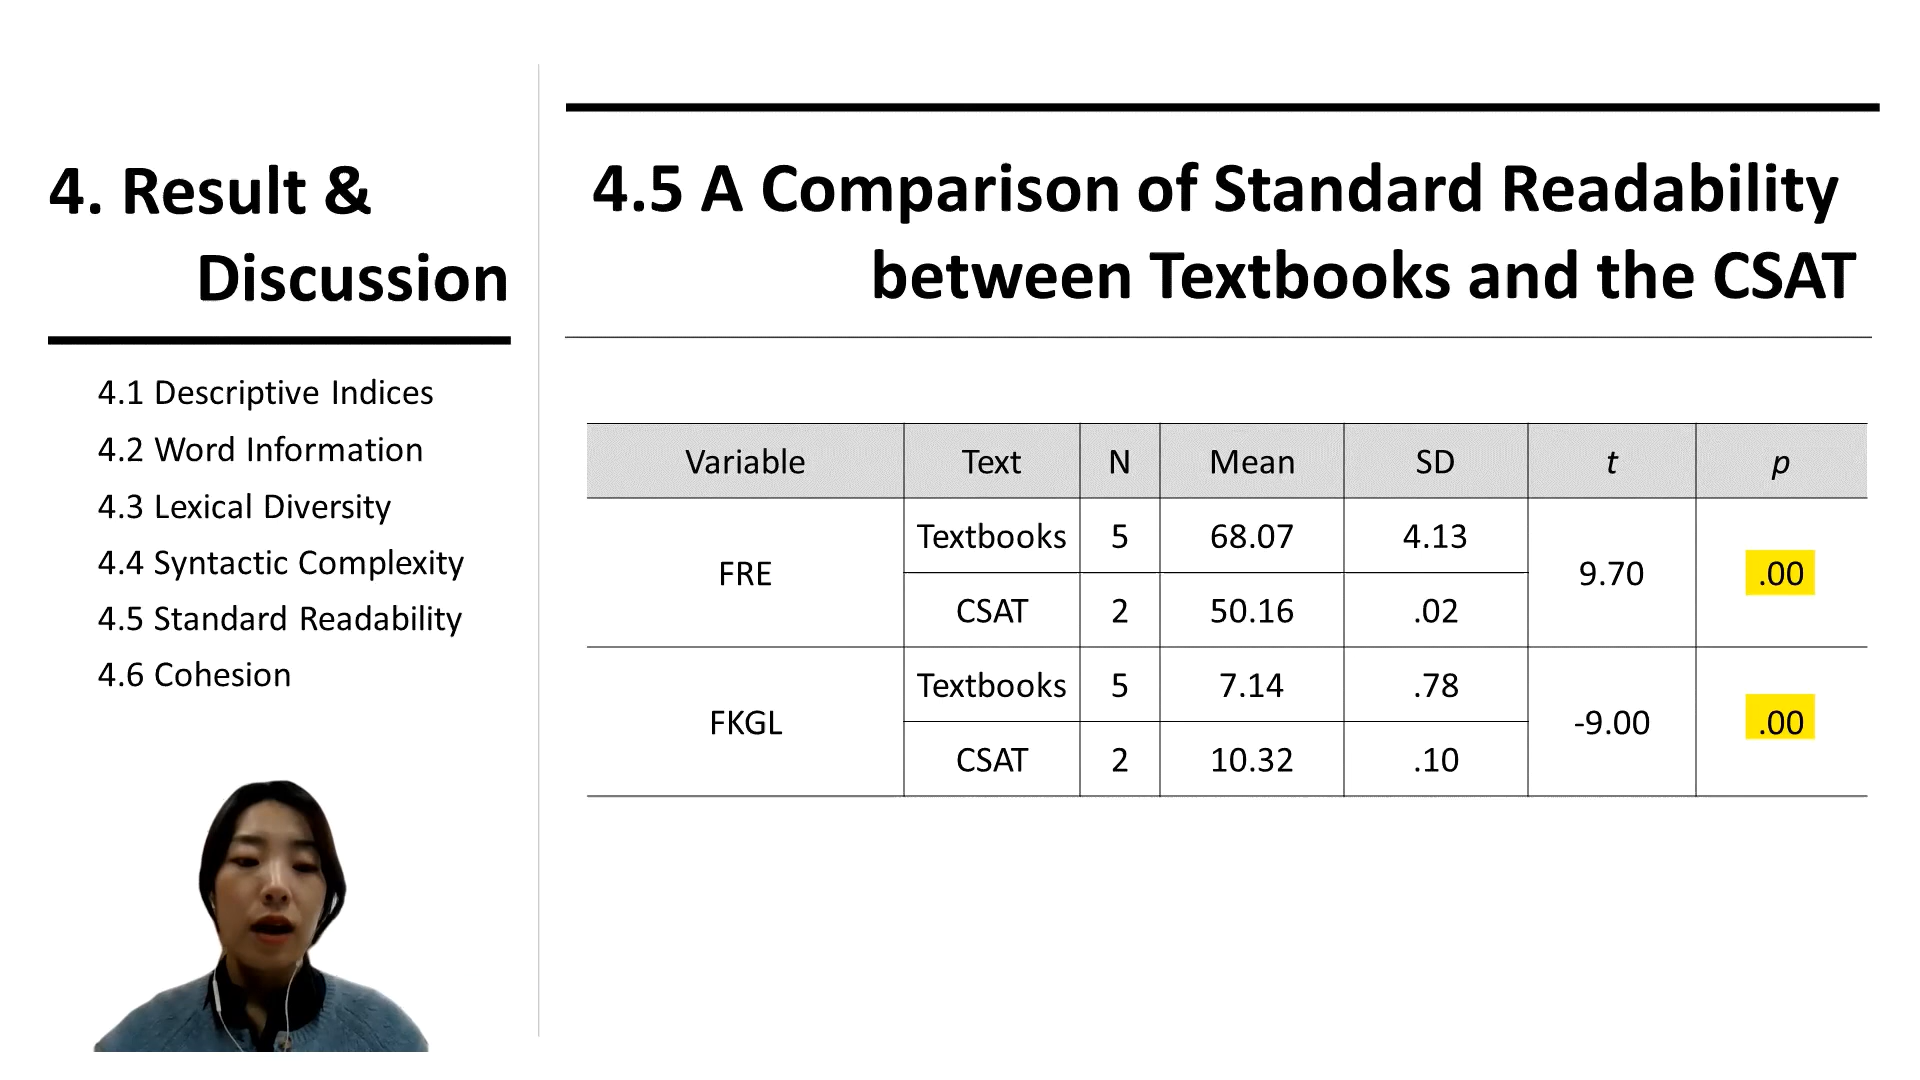 4. Result &
Discussion
4.1 Descriptive Indices
4.2 Word Information
4.3 Lexical Diversity
4.4 Syntactic Complexity
4.5 Standard Readability
4.6 Cohesion
4.5 A Comparison of Standard Readability
between Textbooks and the CSAT
Variable Text N Mean SD t p
FRE Textbooks 5 68.07 4.13 9.70 .00
CSAT 2 50.16 .02
FKGL Textbooks 5 7.14 .78 -9.00 .00
CSAT 2 10.32 .10